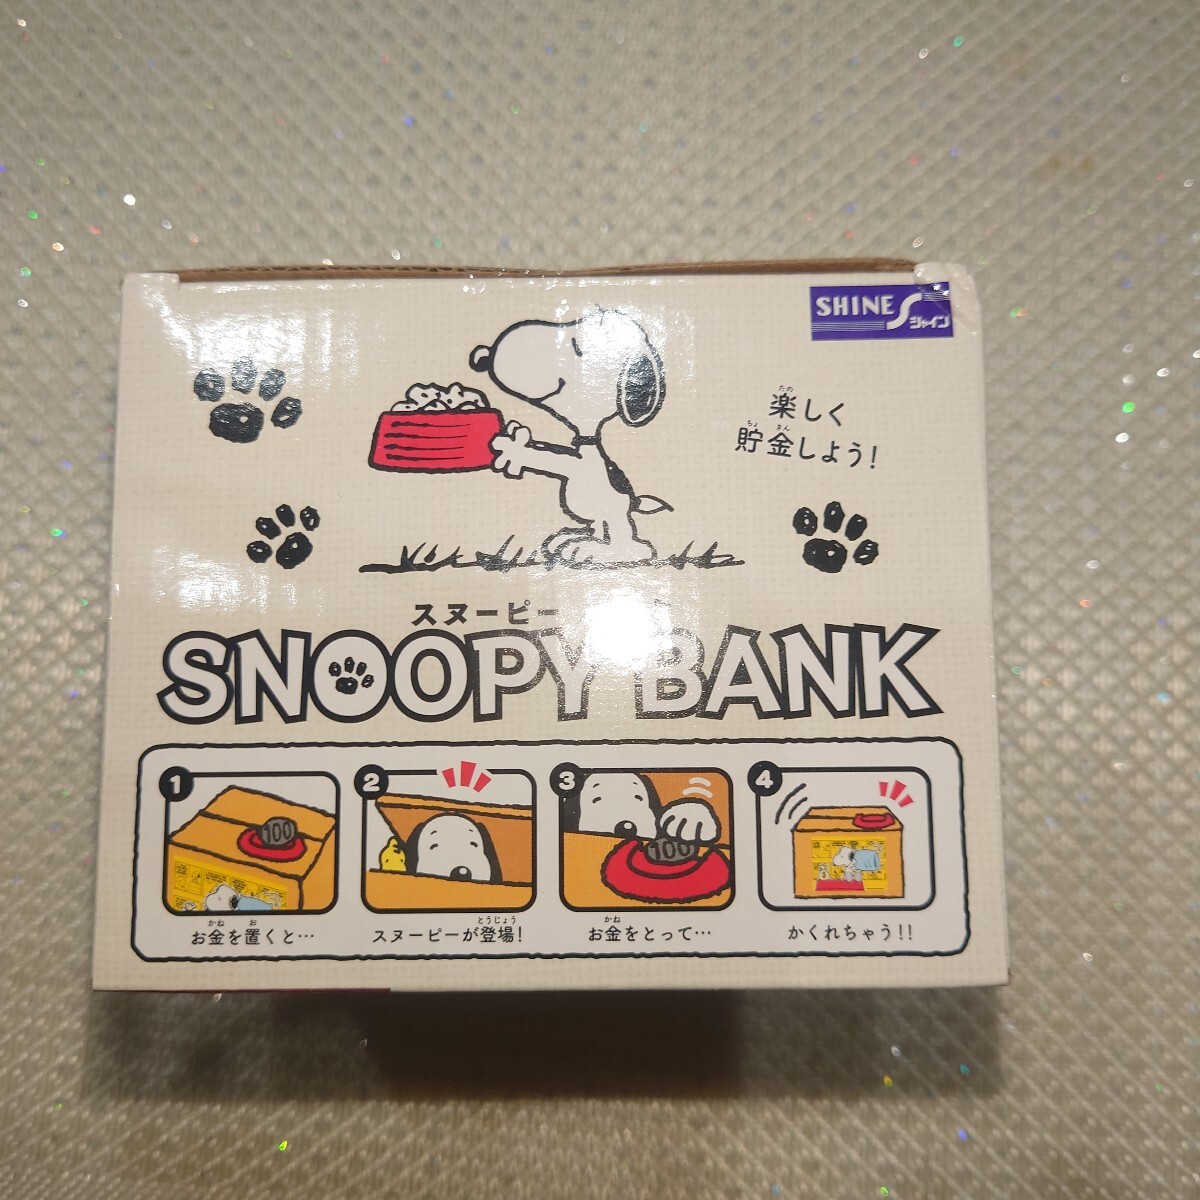 SHINE
シャイン
楽しく
貯金しよう!
スヌーピー
SNOOPY BANK
1
100
お金を置くと…
2
スヌーピーが登場!
3
100
お金をとって…
4
かくれちゃう!!